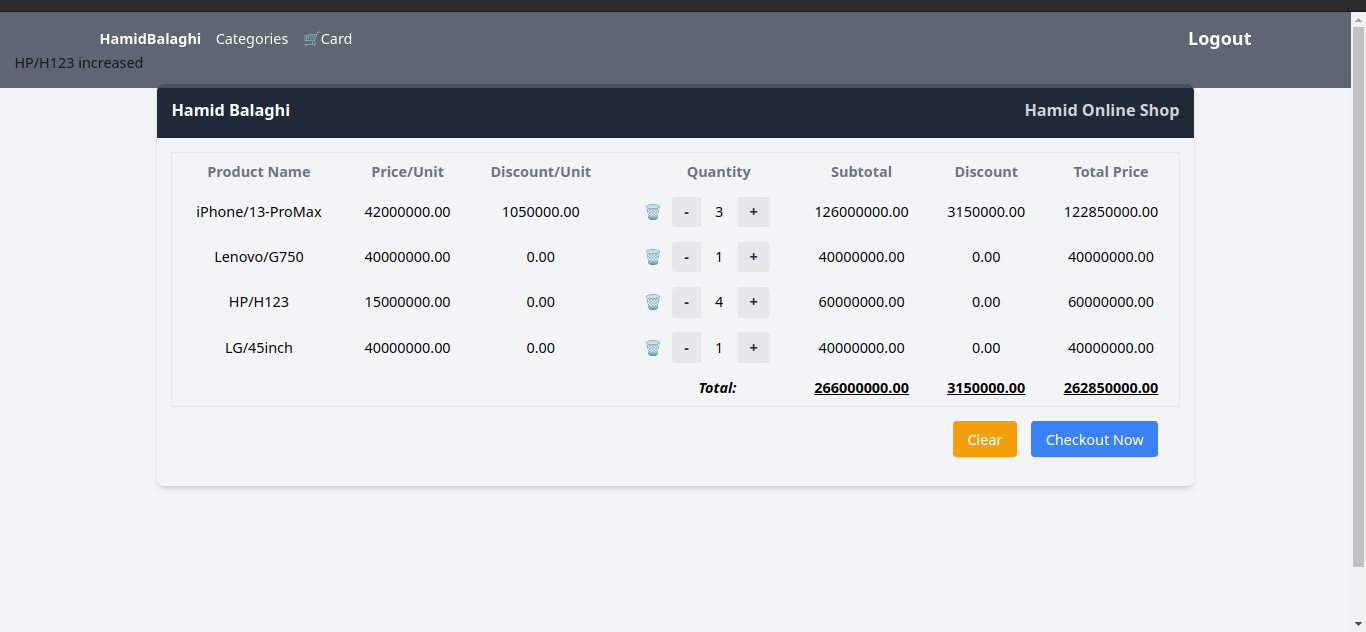 HamidBalaghi Categories 🛒Card Logout
HP/H123 increased
Hamid Balaghi Hamid Online Shop
Product Name Price/Unit Discount/Unit Quantity Subtotal Discount Total Price
iPhone/13-ProMax 42000000.00 1050000.00 - 3 + 126000000.00 3150000.00 122850000.00
Lenovo/G750 40000000.00 0.00 - 1 + 40000000.00 0.00 40000000.00
HP/H123 15000000.00 0.00 - 4 + 60000000.00 0.00 60000000.00
LG/45inch 40000000.00 0.00 - 1 + 40000000.00 0.00 40000000.00
Total: 266000000.00 3150000.00 262850000.00
Clear Checkout Now